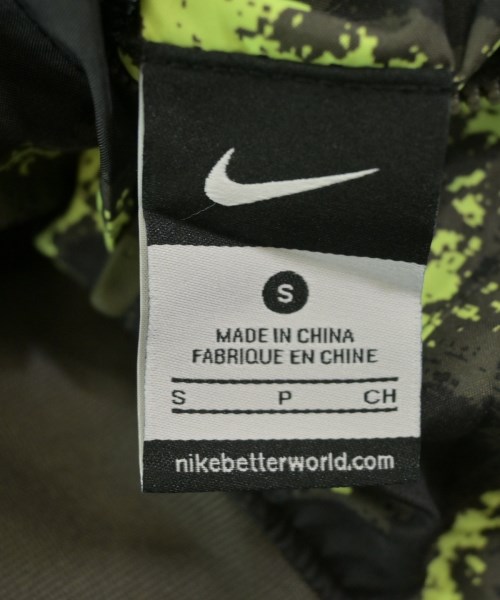 S
MADE IN CHINA
FABRIQUE EN CHINE
S P CH
nikebetterworld.com